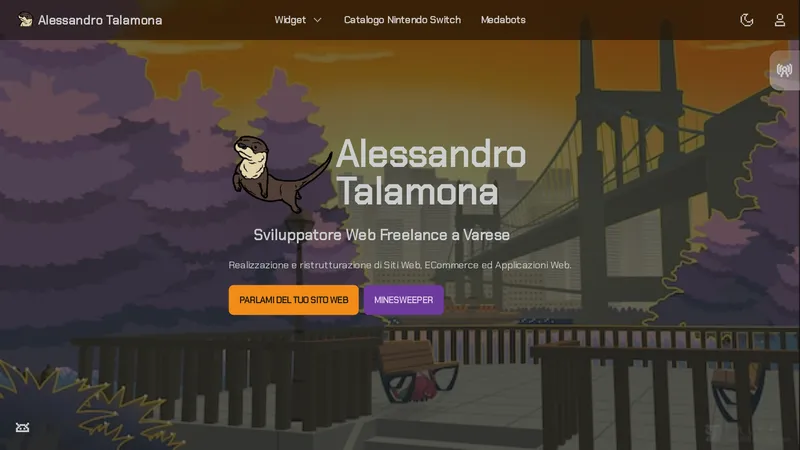 Alessandro Talamona
Widget
Catalogo Nintendo Switch
Medabots
Alessandro
Talamona
Sviluppatore Web Freelance a Varese
Realizzazione e ristrutturazione di Siti Web, ECommerce ed Applicazioni Web.
PARLAMI DEL TUO SITO WEB
MINESWEEPER